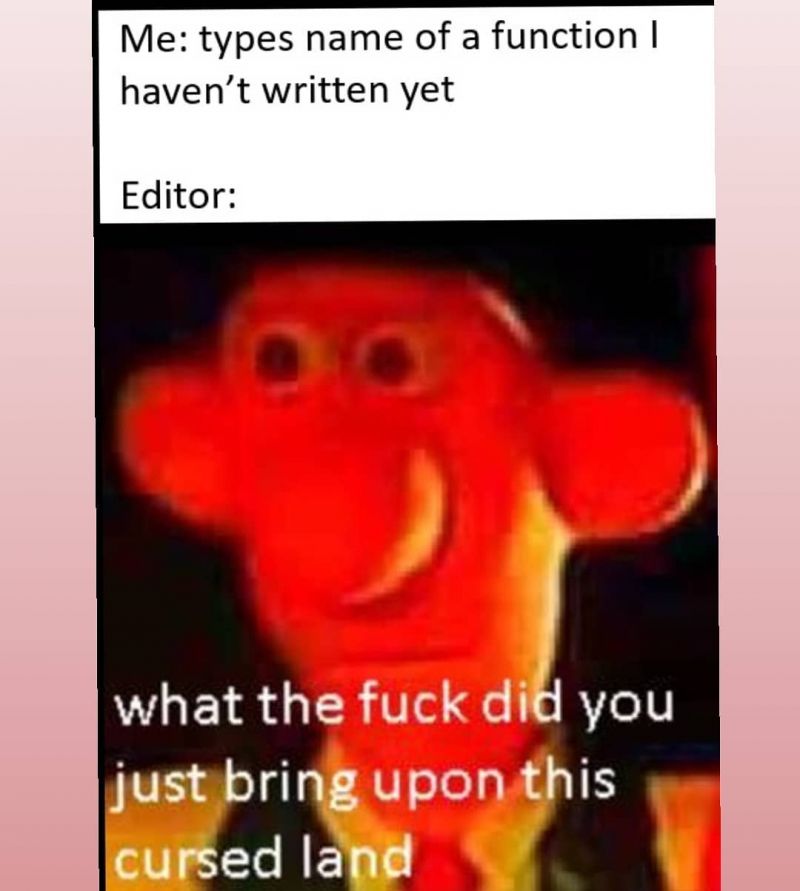 Me: types name of a function I
haven’t written yet
Editor:
what the fuck did you
just bring upon this
cursed land